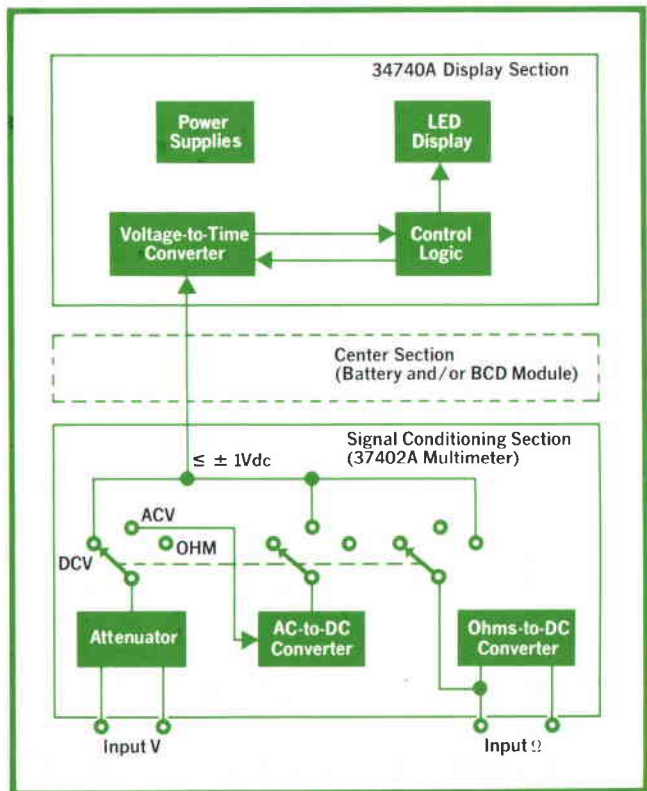 34740A Display Section
Power
Supplies
LED
Display
Voltage-to-Time
Converter
Control
Logic
Center Section
(Battery and/or BCD Module)
Signal Conditioning Section
(37402A Multimeter)
≤ ± 1Vdc
ACV
OHM
DCV
Attenuator
AC-to-DC
Converter
Ohms-to-DC
Converter
Input V
Input Ω